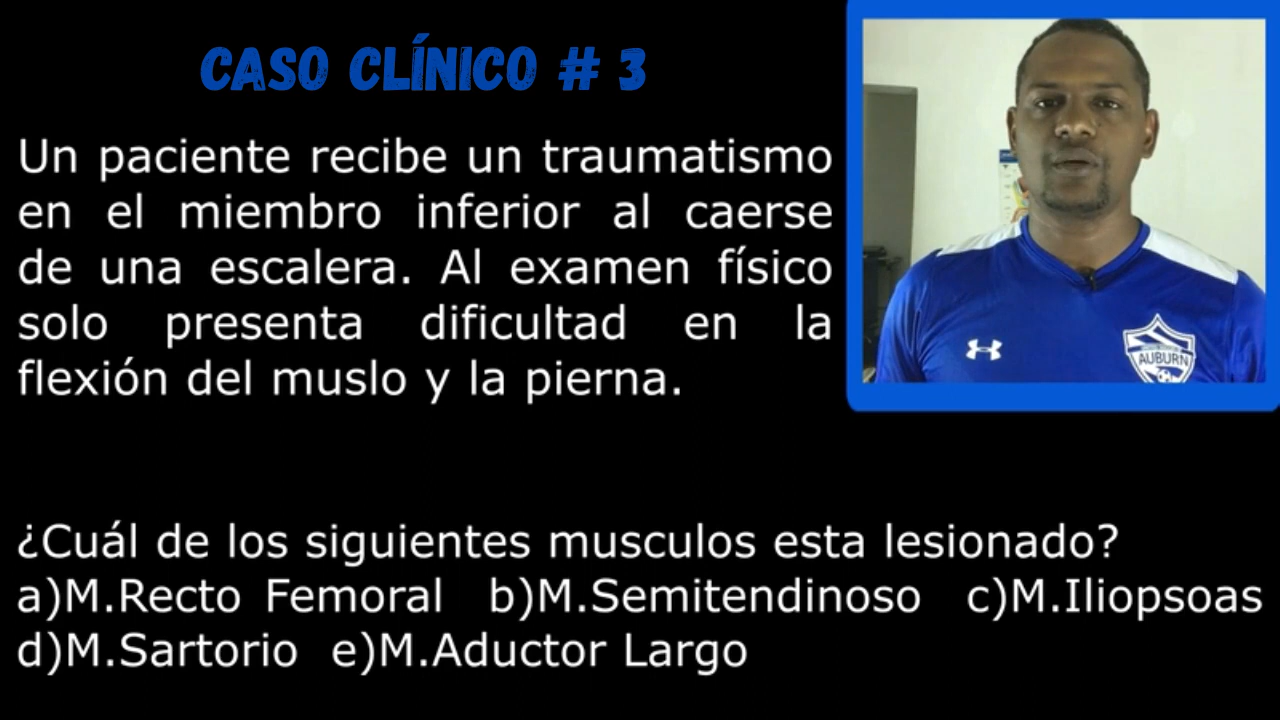 CASO CLÍNICO # 3
Un paciente recibe un traumatismo
en el miembro inferior al caerse
de una escalera. Al examen físico
solo presenta dificultad en la
flexión del muslo y la pierna.
AUBURN
¿Cuál de los siguientes musculos esta lesionado?
a)M.Recto Femoral b)M.Semitendinoso c)M.Iliopsoas
d)M.Sartorio e)M.Aductor Largo